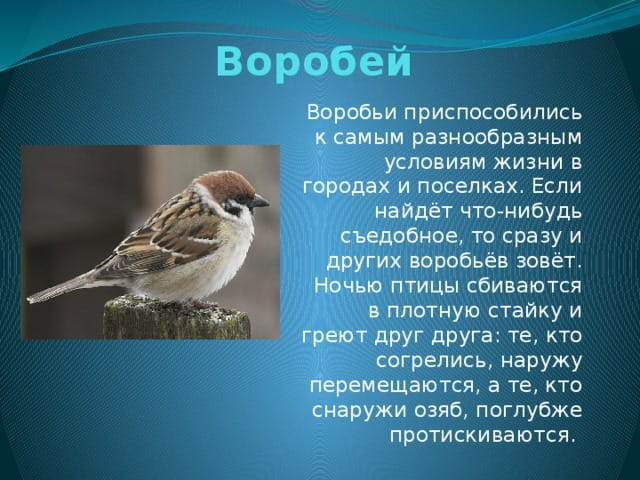 Воробей
Воробьи приспособились
к самым разнообразным
условиям жизни в
городах и поселках. Если
найдёт что-нибудь
съедобное, то сразу и
других воробьёв зовёт.
Ночью птицы сбиваются
в плотную стайку и
греют друг друга: те, кто
согрелись, наружу
перемещаются, а те, кто
снаружи озяб, поглубже
протискиваются.